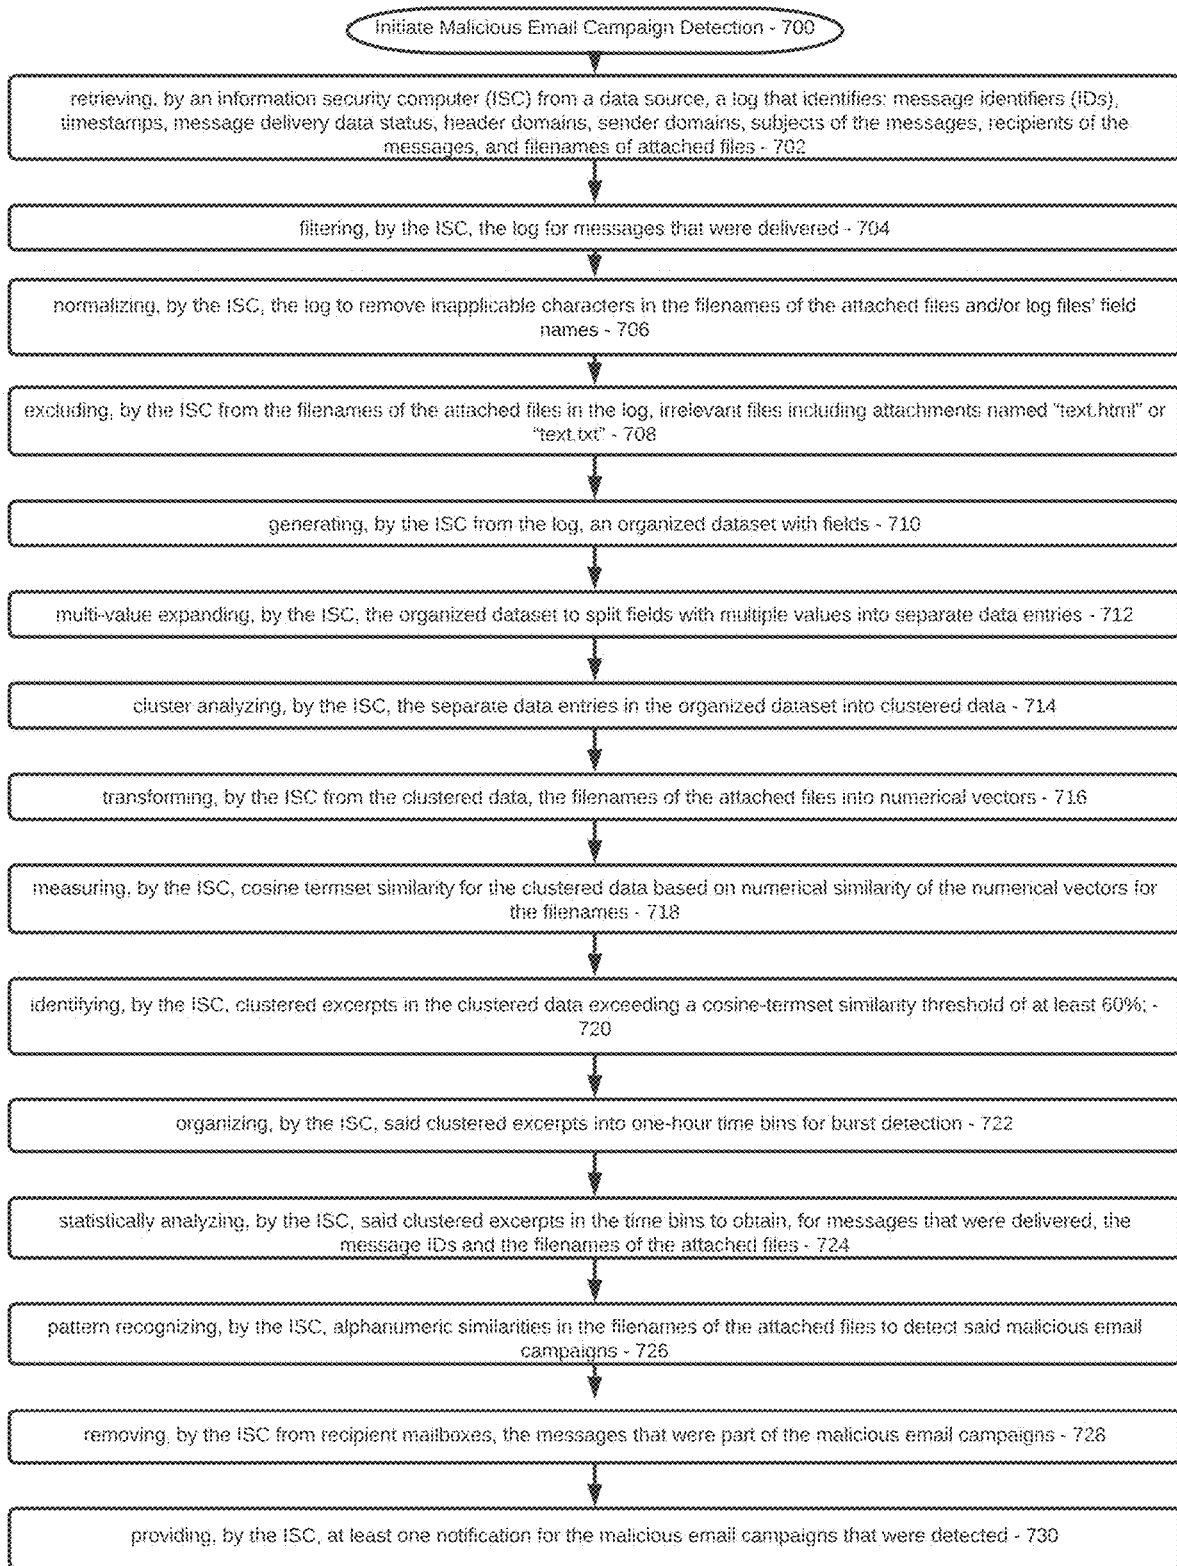 Initiate Malicious Email Campaign Detection - 700
retrieving, by an information security computer (ISC) from a data source, a log that identifies: message identifiers (IDs),
timestamps, message delivery data status, header domains, sender domains, subjects of the messages, recipients of the
messages, and filenames of attached files - 702
filtering, by the ISC, the log for messages that were delivered - 704
normalizing, by the ISC, the log to remove inapplicable characters in the filenames of the attached files and/or log files' field
names - 706
excluding, by the ISC from the filenames of the attached files in the log, irrelevant files including attachments named "text.html" or
"text.txt" - 708
generating, by the ISC from the log, an organized dataset with fields - 710
multi-value expanding, by the ISC, the organized dataset to split fields with multiple values into separate data entries - 712
cluster analyzing, by the ISC, the separate data entries in the organized dataset into clustered data - 714
transforming, by the ISC from the clustered data, the filenames of the attached files into numerical vectors - 716
measuring, by the ISC, cosine termset similarity for the clustered data based on numerical similarity of the numerical vectors for
the filenames - 718
identifying, by the ISC, clustered excerpts in the clustered data exceeding a cosine-termset similarity threshold of at least 60%; -
720
organizing, by the ISC, said clustered excerpts into one-hour time bins for burst detection - 722
statistically analyzing, by the ISC, said clustered excerpts in the time bins to obtain, for messages that were delivered, the
message IDs and the filenames of the attached files - 724
pattern recognizing, by the ISC, alphanumeric similarities in the filenames of the attached files to detect said malicious email
campaigns - 726
removing, by the ISC from recipient mailboxes, the messages that were part of the malicious email campaigns - 728
providing, by the ISC, at least one notification for the malicious email campaigns that were detected - 730